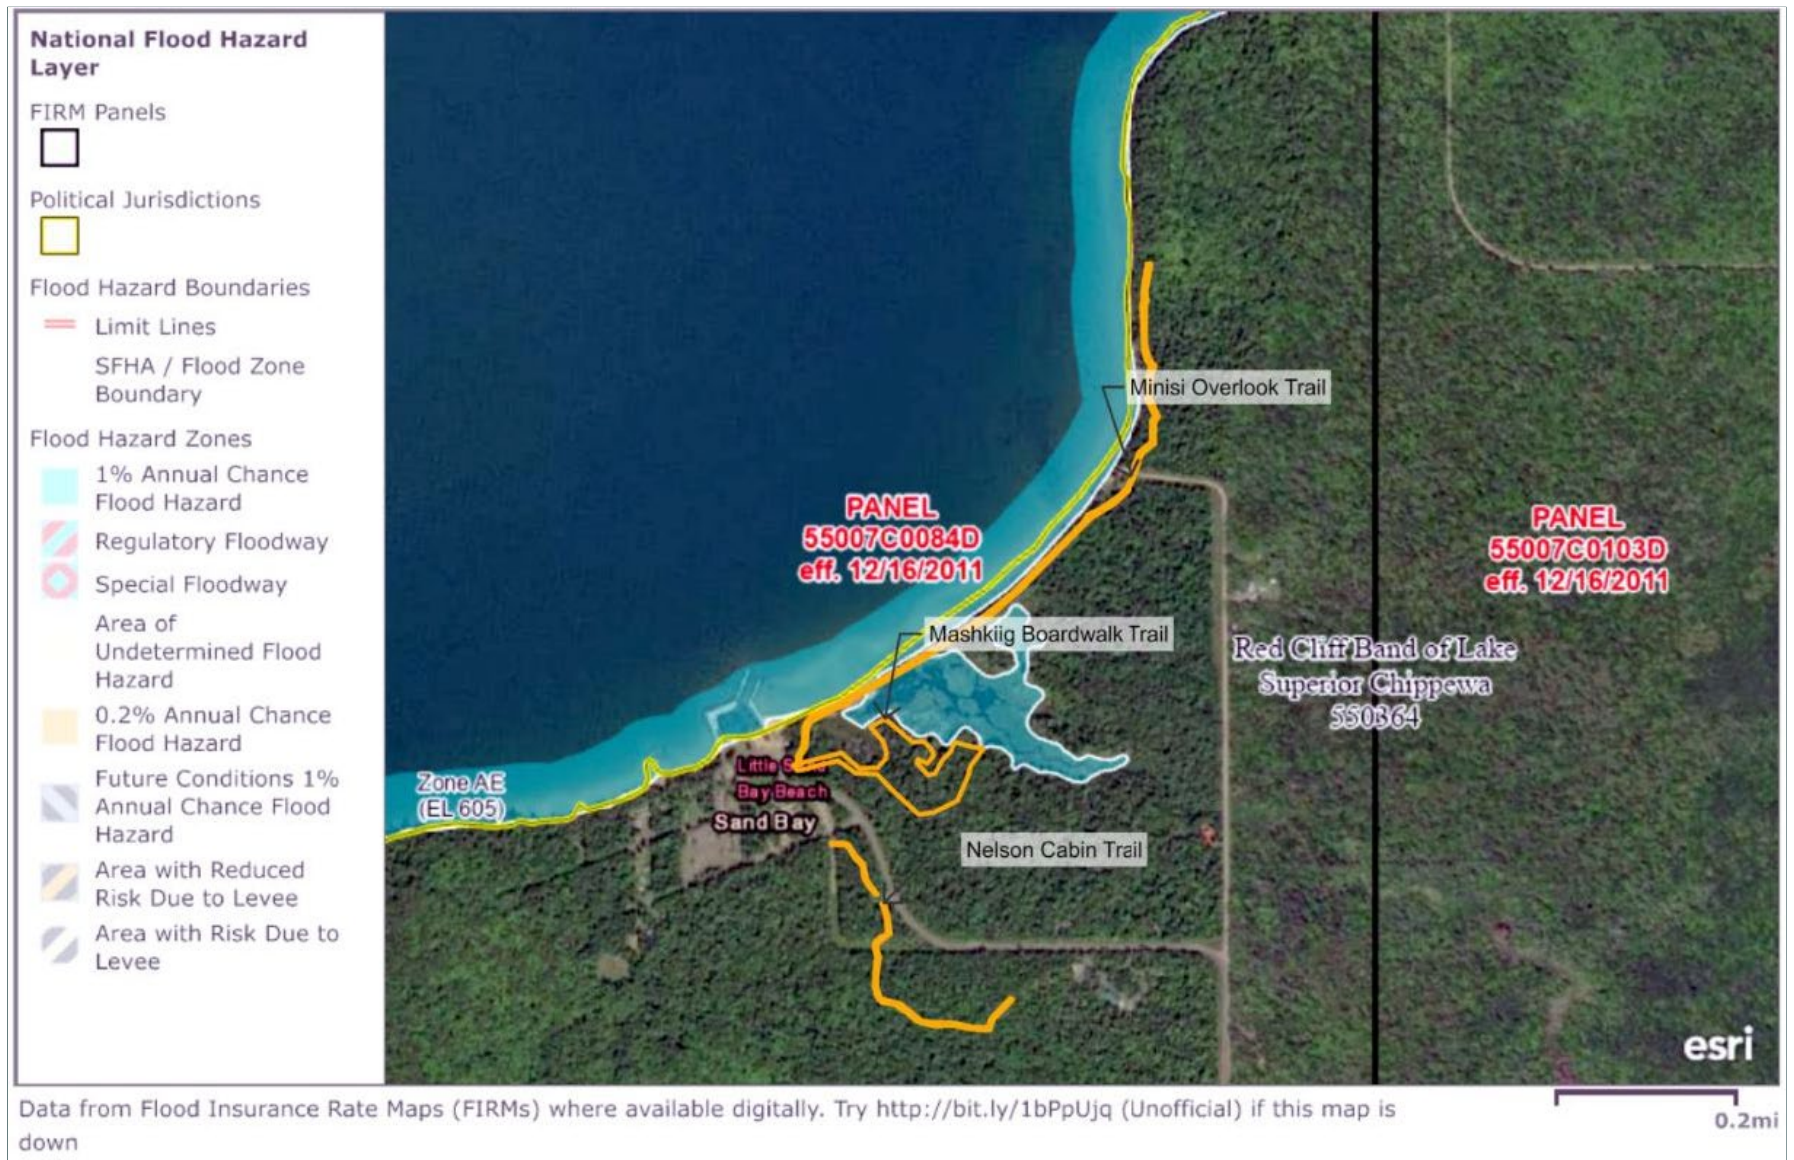 National Flood Hazard
Layer
FIRM Panels
Political Jurisdictions
Flood Hazard Boundaries
Limit Lines
SFHA / Flood Zone
Boundary
Flood Hazard Zones
1% Annual Chance
Flood Hazard
Regulatory Floodway
Special Floodway
Area of
Undetermined Flood
Hazard
0.2% Annual Chance
Flood Hazard
Future Conditions 1%
Annual Chance Flood
Hazard
Area with Reduced
Risk Due to Levee
Area with Risk Due to
Levee
Minisi Overlook Trail
PANEL
55007C0084D
eff. 12/16/2011
PANEL
55007C0103D
eff. 12/16/2011
Mashkiig Boardwalk Trail
Red Cliff Band of Lake
Superior Chippewa
550364
Zone AE
(EL 605)
Little Sand
Bay Beach
Sand Bay
Nelson Cabin Trail
esri
Data from Flood Insurance Rate Maps (FIRMs) where available digitally. Try http://bit.ly/1bPpUjq (Unofficial) if this map is
down
0.2mi